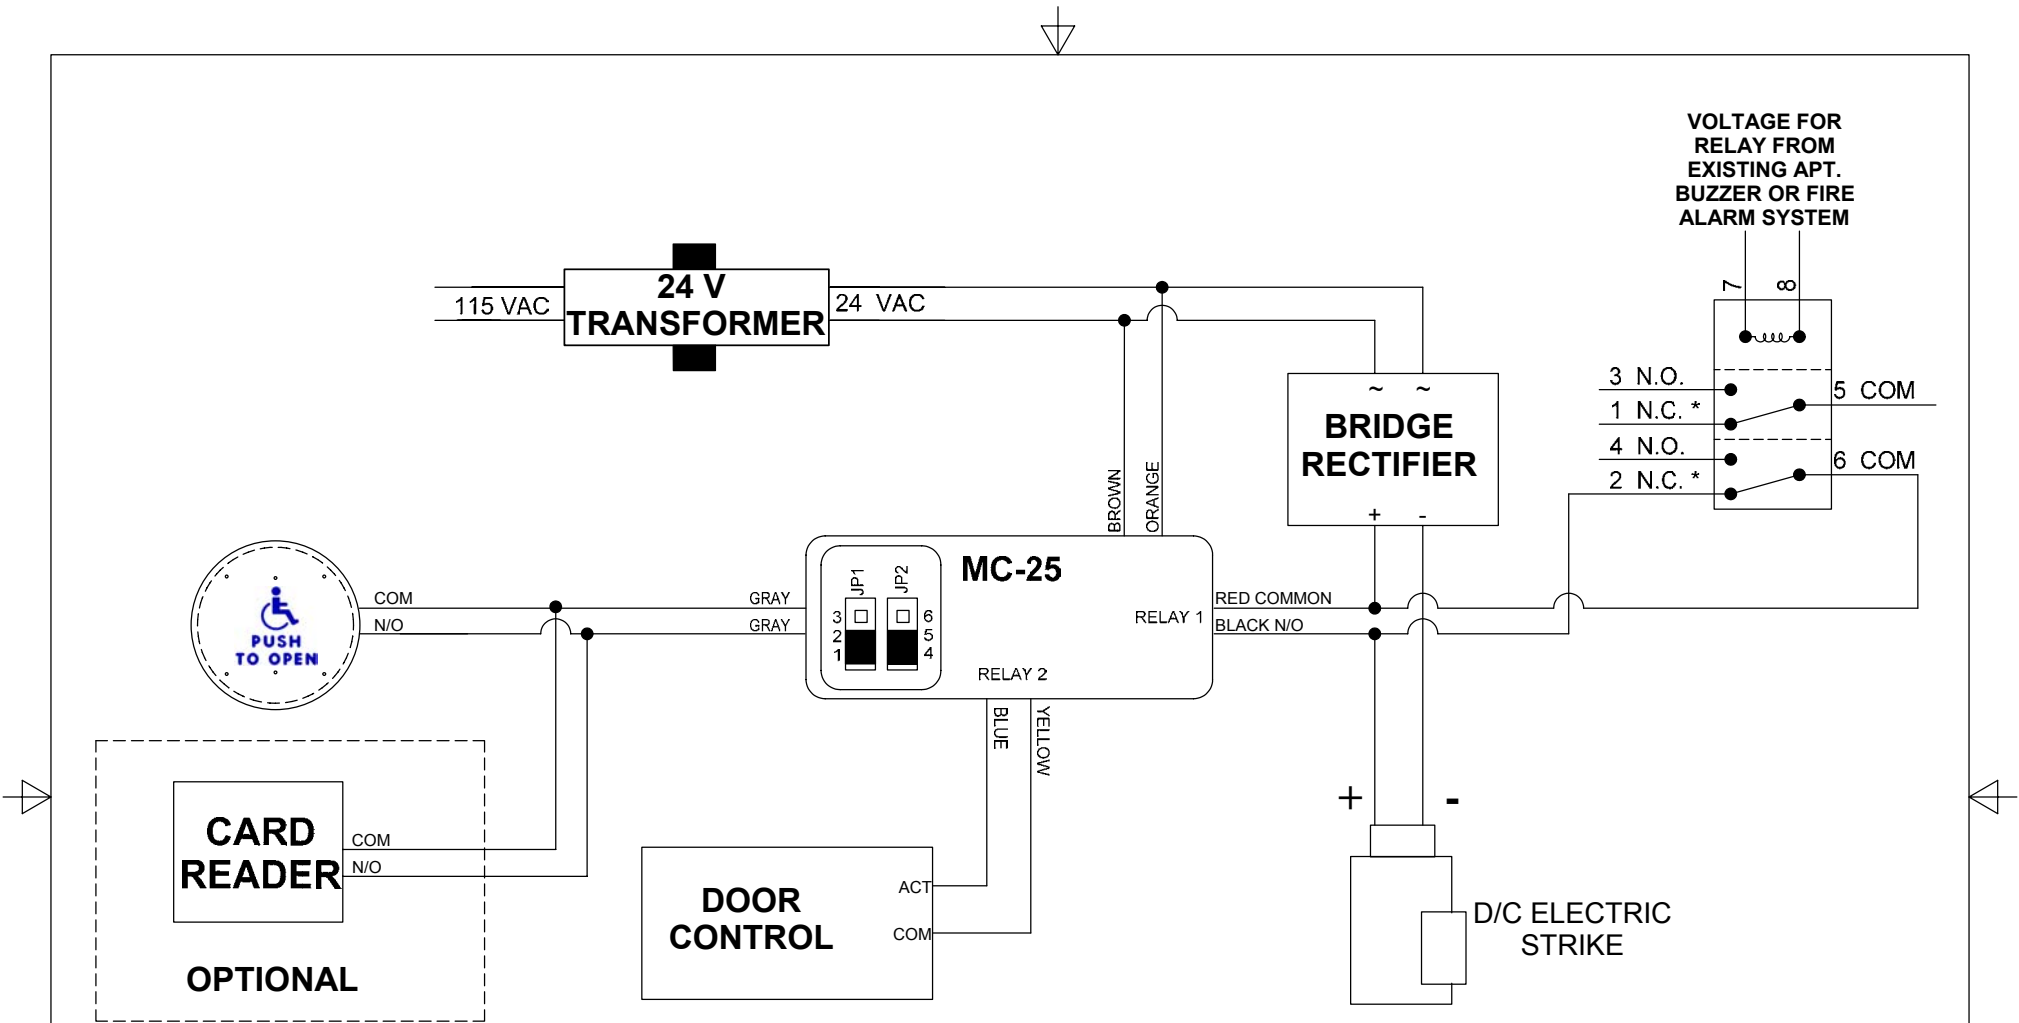 VOLTAGE FOR
RELAY FROM
EXISTING APT.
BUZZER OR FIRE
ALARM SYSTEM
7 8
24 V
TRANSFORMER
115 VAC
24 VAC
3 N.O.
1 N.C. *
4 N.O.
2 N.C. *
5 COM
6 COM
~ ~
BRIDGE
RECTIFIER
+ -
BROWN
ORANGE
MC-25
JP1
JP2
3
2
1
6
5
4
RELAY 1
RELAY 2
RED COMMON
BLACK N/O
COM
N/O
GRAY
GRAY
PUSH
TO OPEN
BLUE
YELLOW
CARD
READER
COM
N/O
OPTIONAL
DOOR
CONTROL
ACT
COM
+ -
D/C ELECTRIC
STRIKE